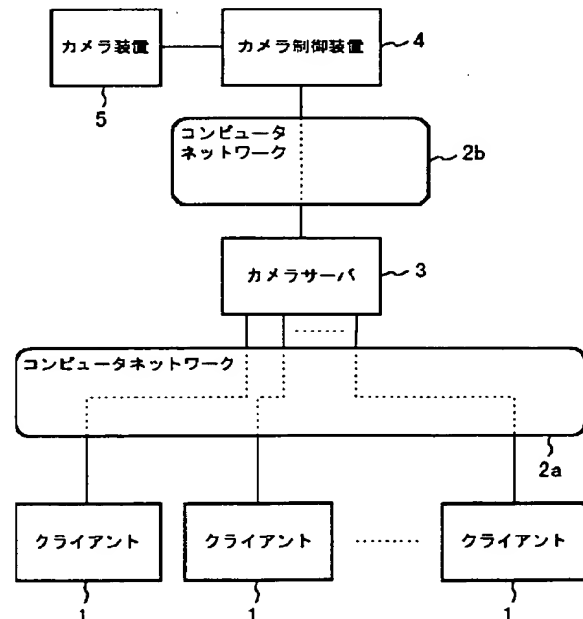 カメラ装置
カメラ制御装置
4
5
コンピュータ
ネットワーク
2b
カメラサーバ
3
コンピュータネットワーク
2a
クライアント
クライアント
クライアント
1
1
1